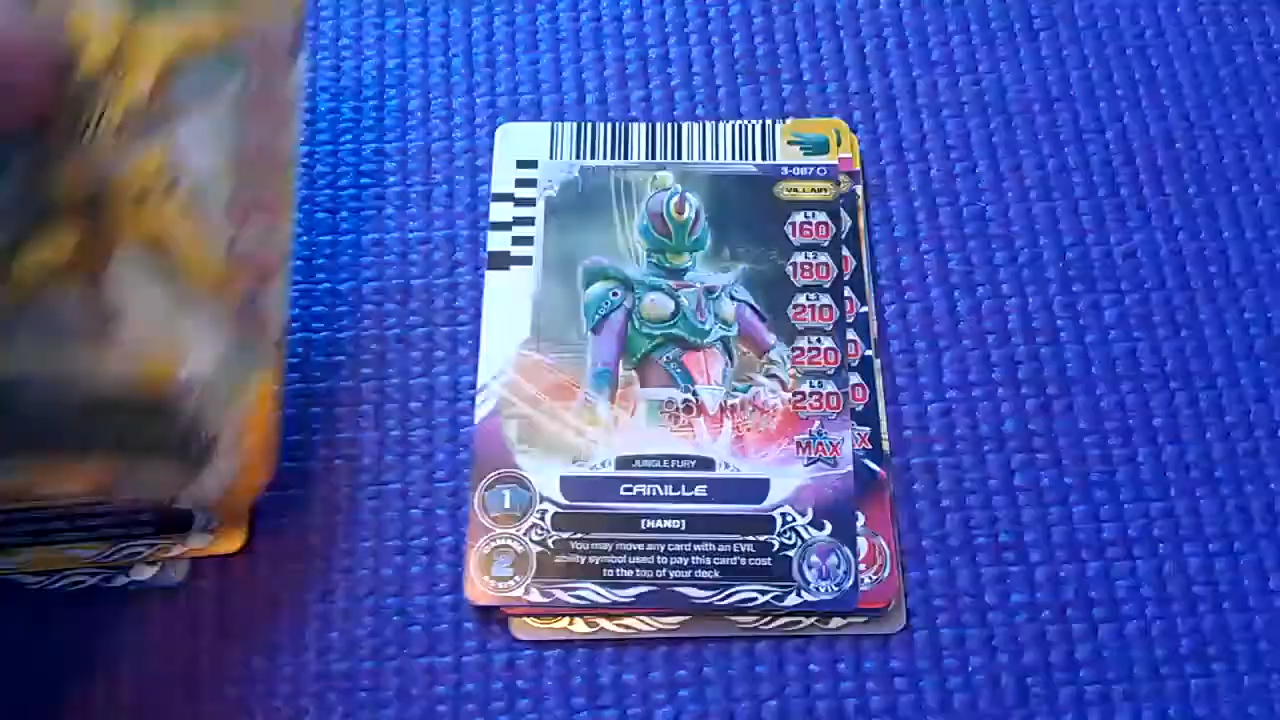 3-087
VILLAIN
L1
160
L2
180
L3
210
L4
220
L5
230
MAX
JUNGLE FURY
CAMILLE
1
[HAND]
2
You may move any card with an EVIL
ability symbol used to pay this card's cost
to the top of your deck.